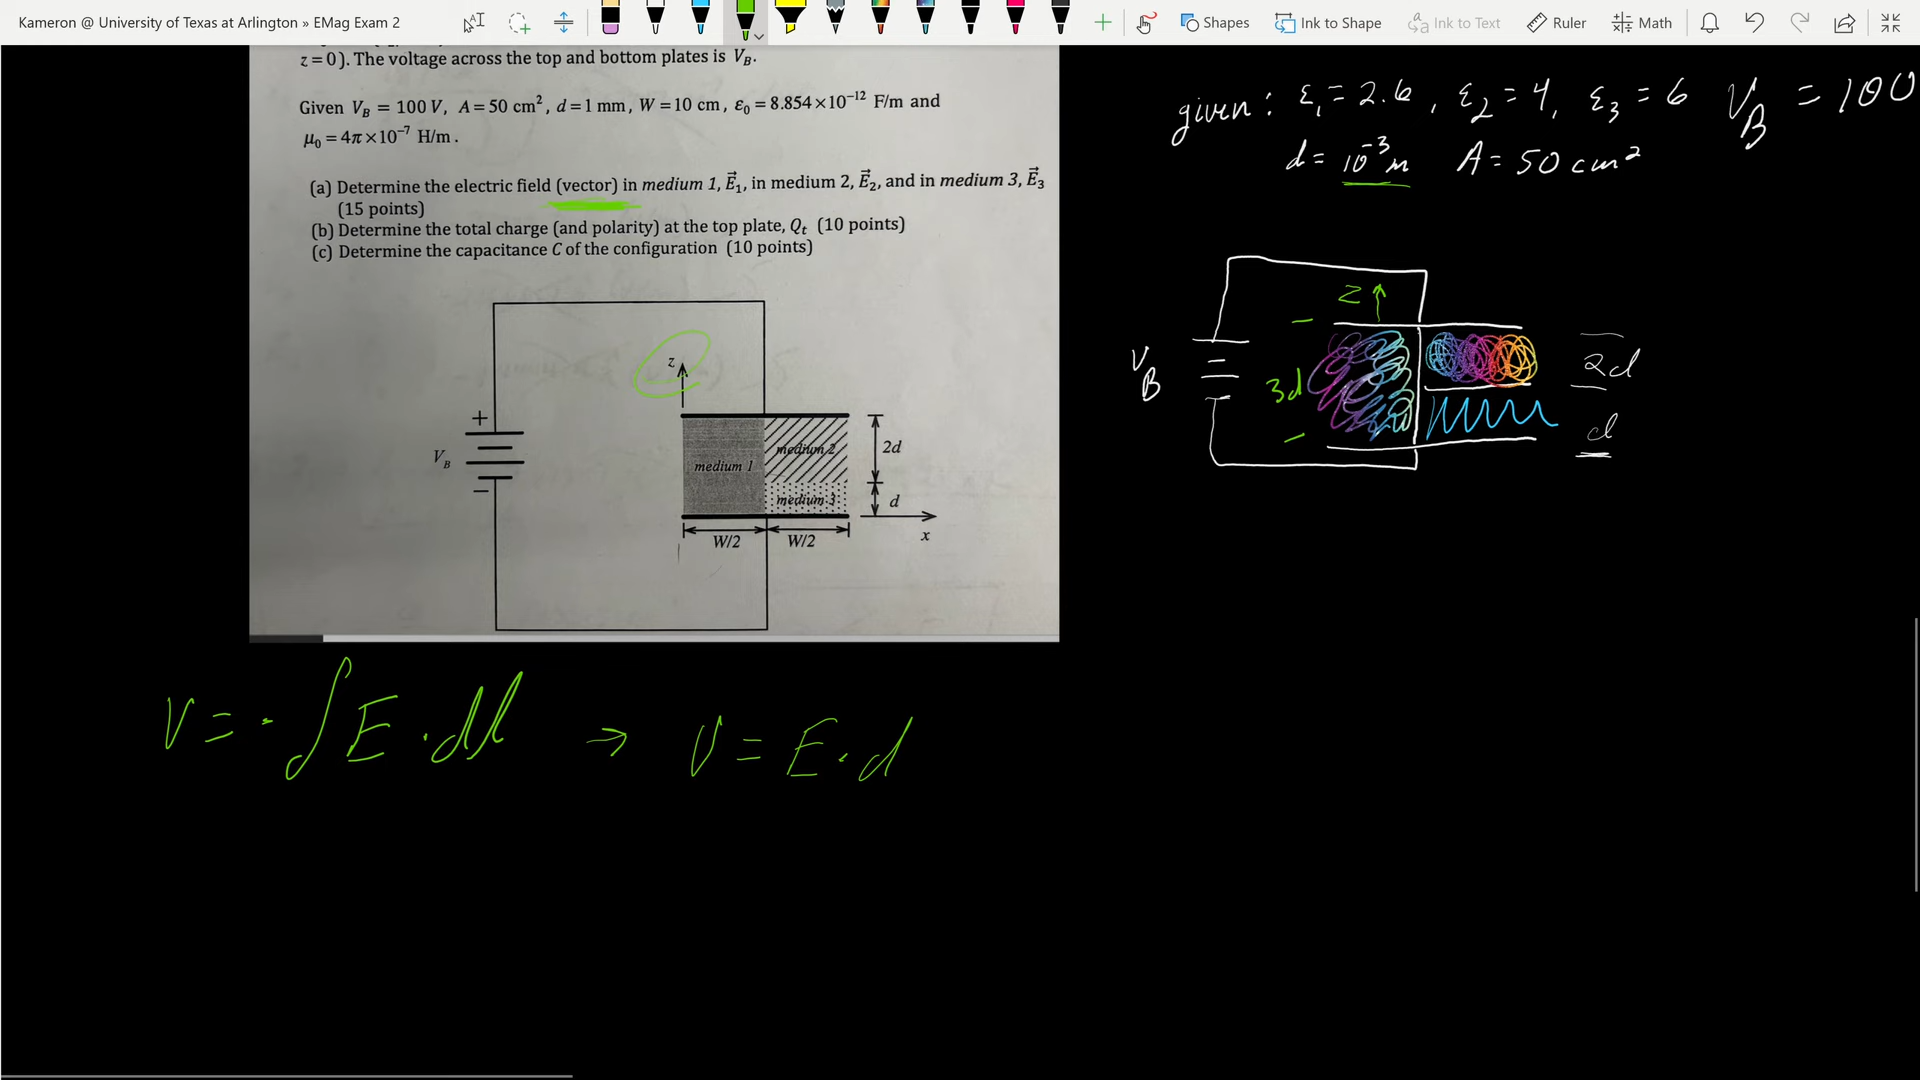 Kameron @ University of Texas at Arlington » EMag Exam 2
Shapes
Ink to Shape
Ink to Text
Ruler
Math
z = 0). The voltage across the top and bottom plates is V_B.
Given V_B = 100 V, A = 50 cm², d = 1 mm, W = 10 cm, ε₀ = 8.854×10⁻¹² F/m and
μ₀ = 4π×10⁻⁷ H/m.
(a) Determine the electric field (vector) in medium 1, E⃗₁, in medium 2, E⃗₂, and in medium 3, E⃗₃
(15 points)
(b) Determine the total charge (and polarity) at the top plate, Q_t (10 points)
(c) Determine the capacitance C of the configuration (10 points)
z
+
V_B
−
medium 1
medium 2
medium 3
2d
d
W/2
W/2
x
given: ε₁ = 2.6, ε₂ = 4, ε₃ = 6 V_B = 100
d = 10⁻³ m A = 50 cm²
z
V_B
3d
2d
d
V = - ∫ E · dl → V = E · d